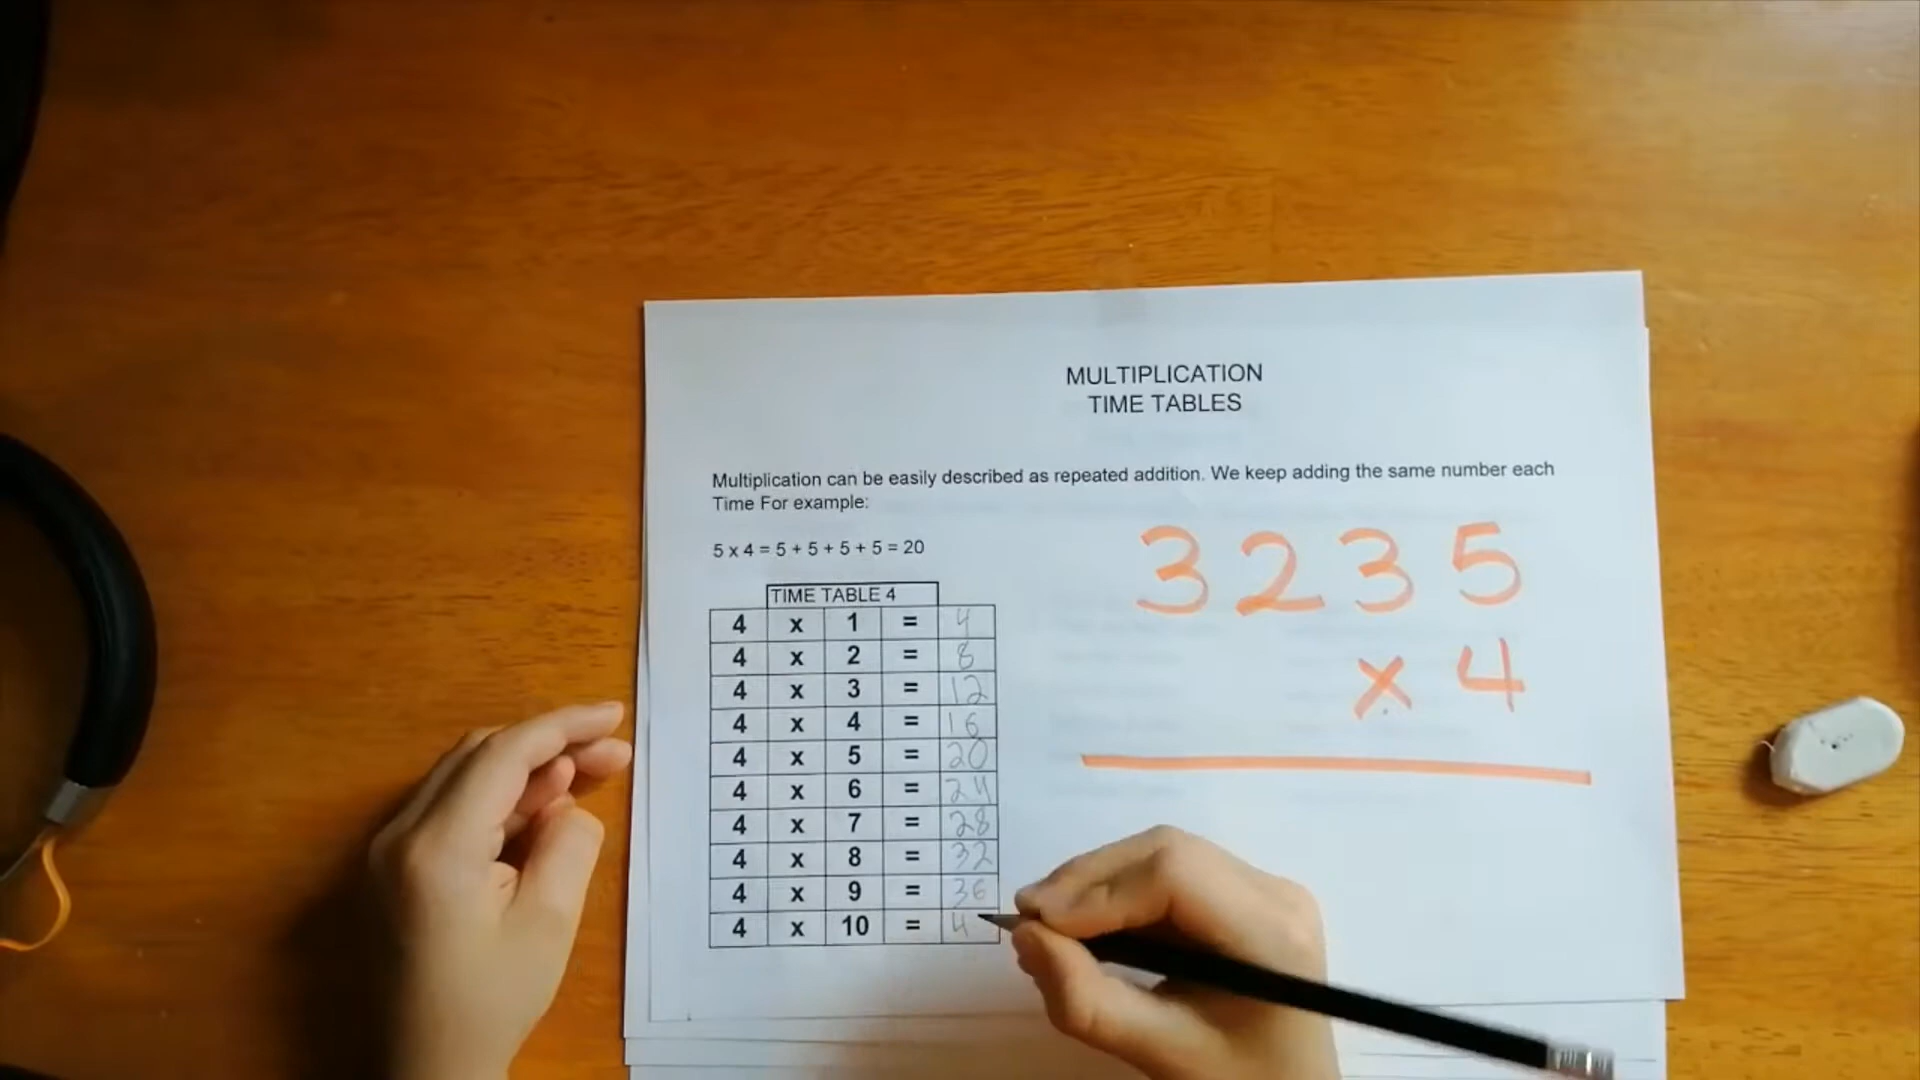 MULTIPLICATION
TIME TABLES
Multiplication can be easily described as repeated addition. We keep adding the same number each
Time For example:
5 x 4 = 5 + 5 + 5 + 5 = 20
TIME TABLE 4
4 x 1 = 4
4 x 2 = 8
4 x 3 = 12
4 x 4 = 16
4 x 5 = 20
4 x 6 = 24
4 x 7 = 28
4 x 8 = 32
4 x 9 = 36
4 x 10 = 4
3235
x 4